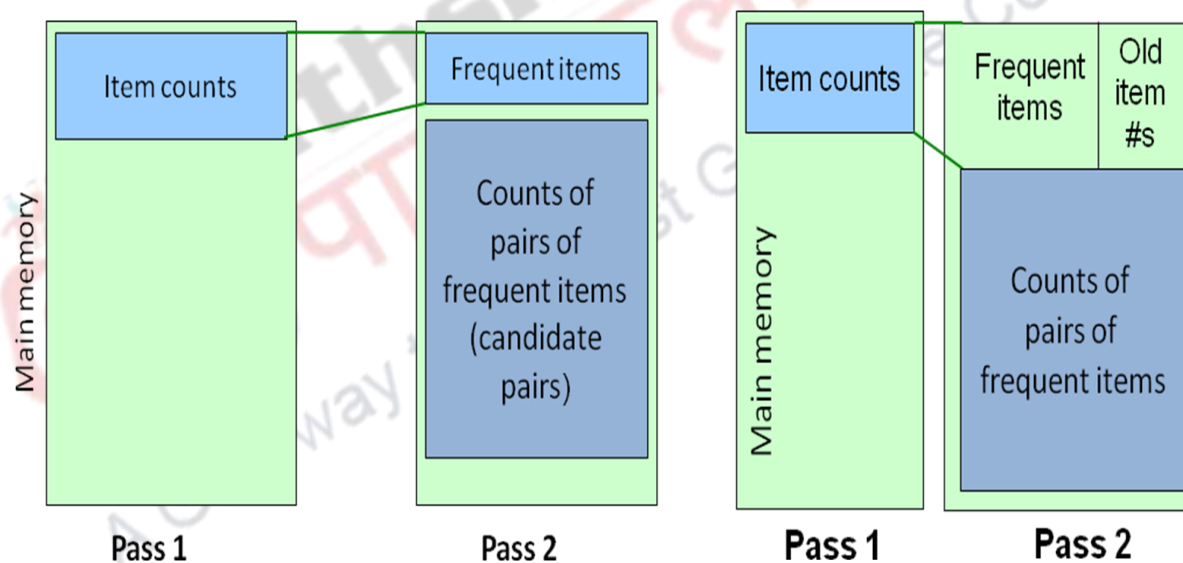 Main memory
Item counts
Pass 1
Frequent items
Counts of
pairs of
frequent items
(candidate
pairs)
Pass 2
Main memory
Item counts
Pass 1
Frequent
items
Old
item
#s
Counts of
pairs of
frequent items
Pass 2